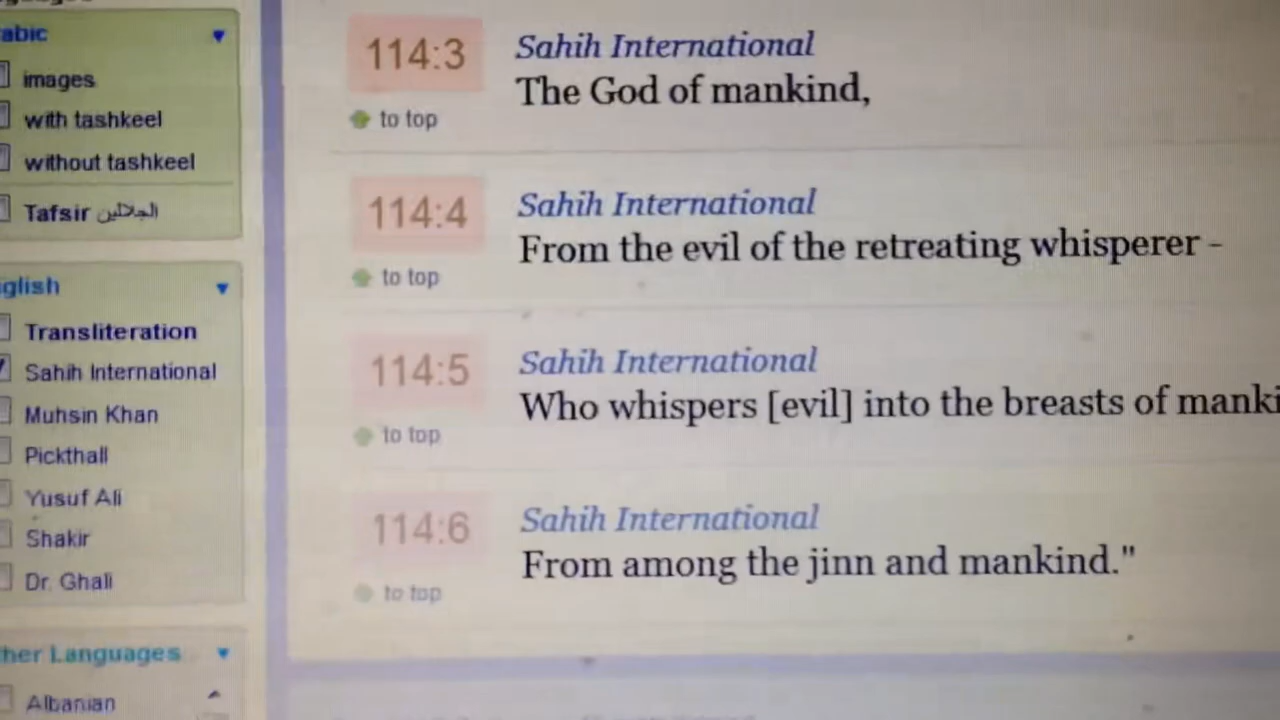 abic
images
with tashkeel
without tashkeel
Tafsir الجلالين
glish
Transliteration
Sahih International
Muhsin Khan
Pickthall
Yusuf Ali
Shakir
Dr. Ghali
her Languages
Albanian
114:3
to top
Sahih International
The God of mankind,
114:4
to top
Sahih International
From the evil of the retreating whisperer -
114:5
to top
Sahih International
Who whispers [evil] into the breasts of manki
114:6
to top
Sahih International
From among the jinn and mankind."